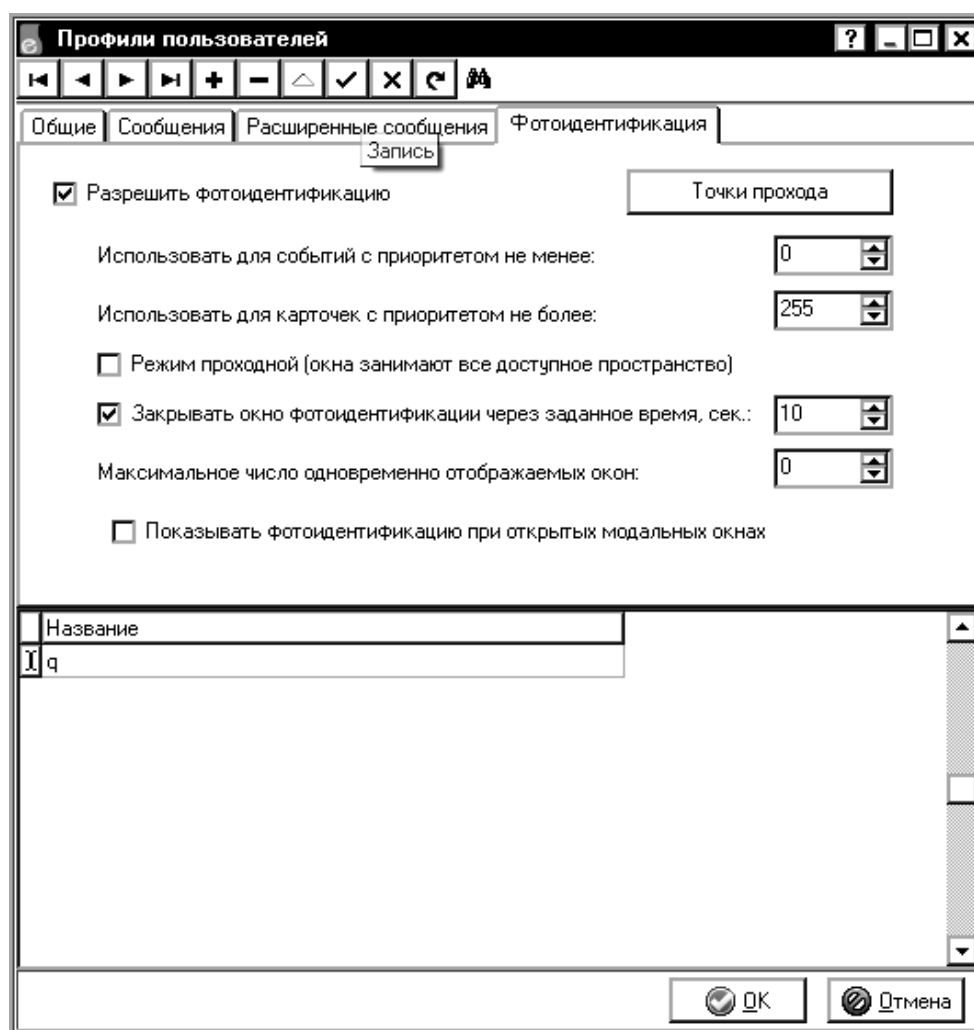 Профили пользователей
Общие Сообщения Расширенные сообщения Фотоидентификация
Запись
Разрешить фотоидентификацию Точки прохода
Использовать для событий с приоритетом не менее: 0
Использовать для карточек с приоритетом не более: 255
Режим проходной (окна занимают все доступное пространство)
Закрывать окно фотоидентификации через заданное время, сек.: 10
Максимальное число одновременно отображаемых окон: 0
Показывать фотоидентификацию при открытых модальных окнах
Название
q
OK Отмена